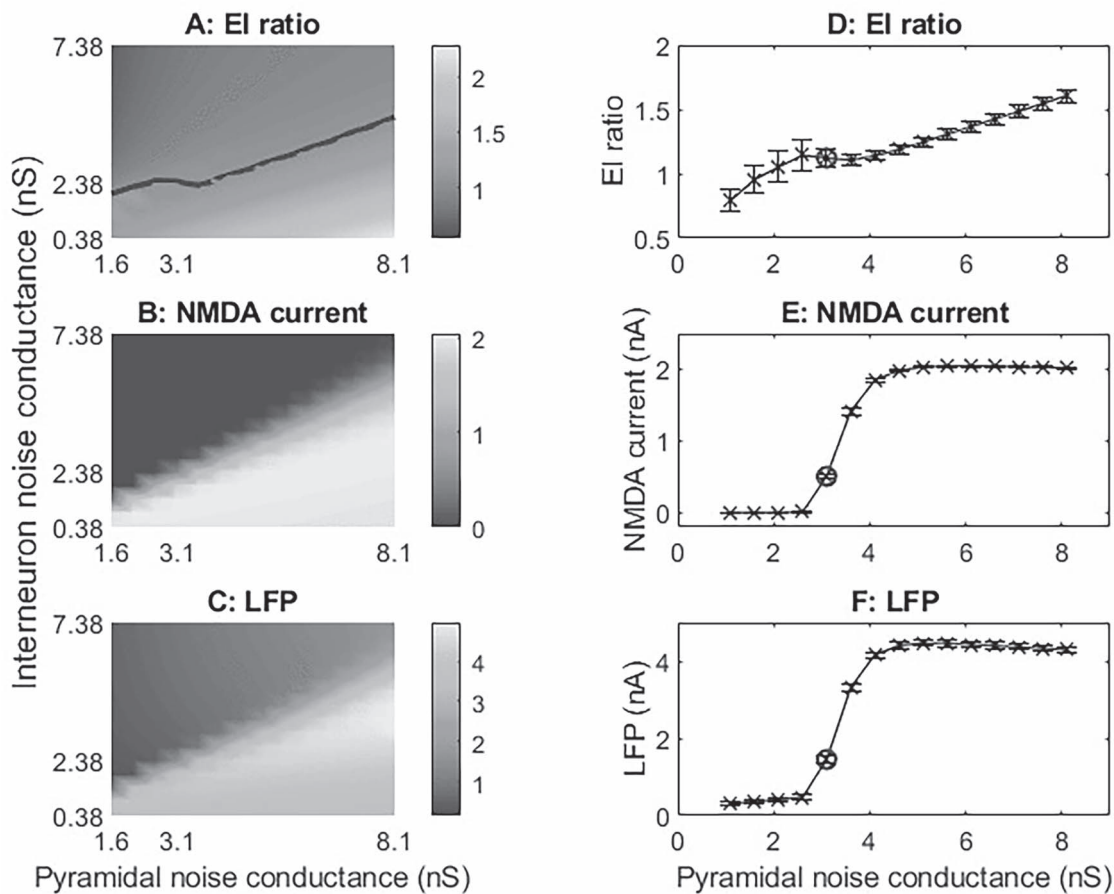 A: EI ratio
7.38
2.38
0.38
1.6 3.1 8.1
2
1.5
1
B: NMDA current
7.38
2.38
0.38
1.6 3.1 8.1
2
1
0
C: LFP
7.38
2.38
0.38
1.6 3.1 8.1
4
3
2
1
Interneuron noise conductance (nS)
Pyramidal noise conductance (nS)
D: EI ratio
EI ratio
2
1.5
1
0.5
0 2 4 6 8
E: NMDA current
NMDA current (nA)
2
1
0
0 2 4 6 8
F: LFP
LFP (nA)
4
2
0
0 2 4 6 8
Pyramidal noise conductance (nS)